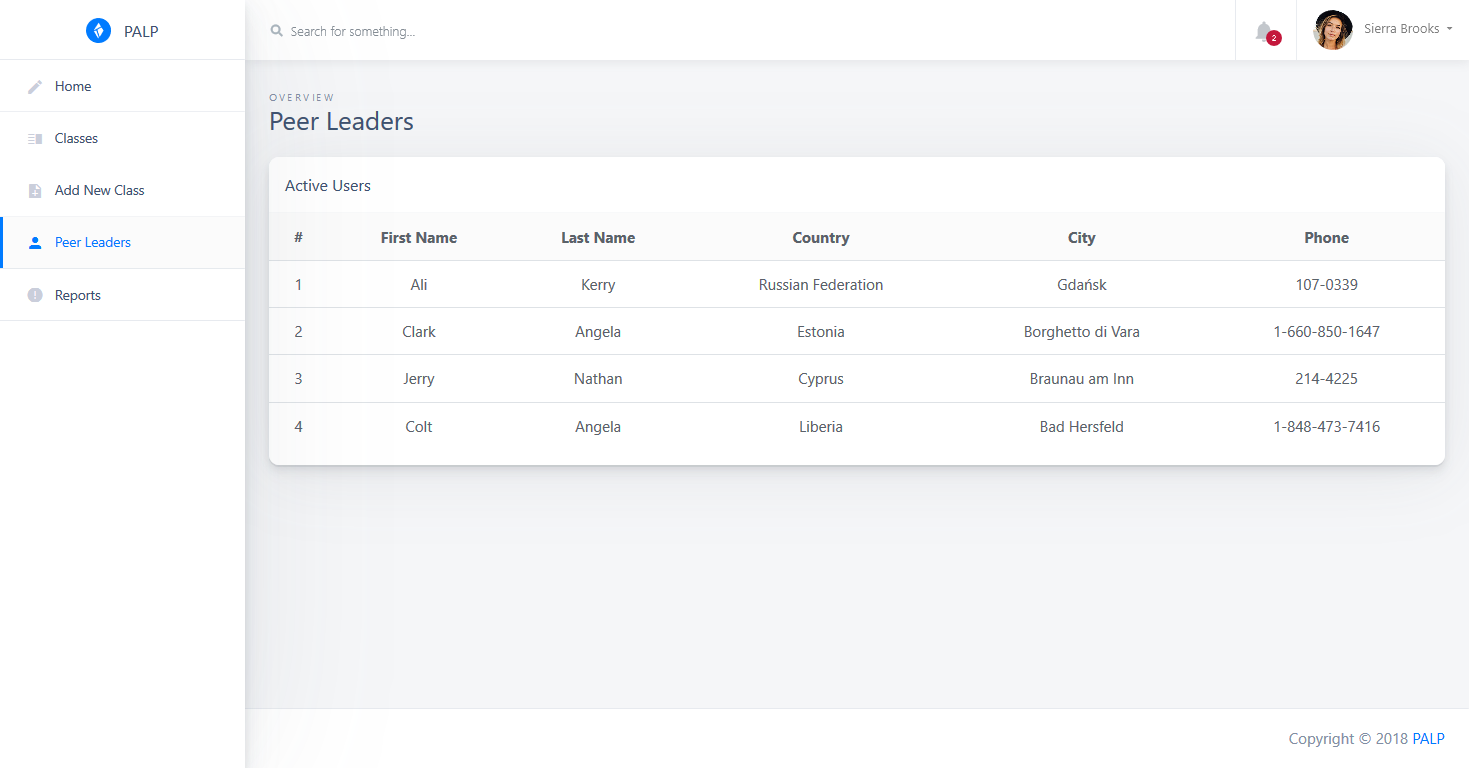 PALP
Search for something...
2
Sierra Brooks
Home
Classes
Add New Class
Peer Leaders
Reports
OVERVIEW
Peer Leaders
Active Users
# First Name Last Name Country City Phone
1 Ali Kerry Russian Federation Gdańsk 107-0339
2 Clark Angela Estonia Borghetto di Vara 1-660-850-1647
3 Jerry Nathan Cyprus Braunau am Inn 214-4225
4 Colt Angela Liberia Bad Hersfeld 1-848-473-7416
Copyright © 2018 PALP